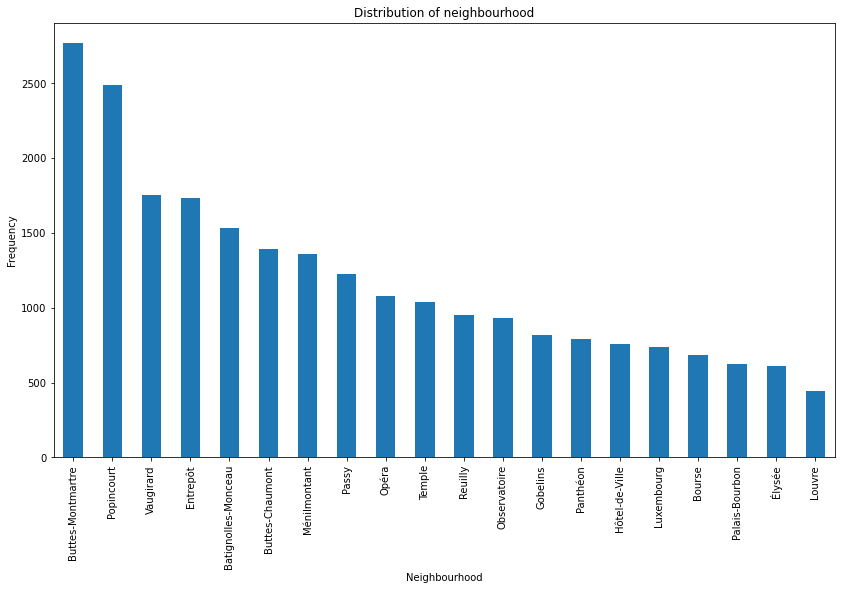 Distribution of neighbourhood
Frequency
2500
2000
1500
1000
500
0
Buttes-Montmartre
Popincourt
Vaugirard
Entrepôt
Batignolles-Monceau
Buttes-Chaumont
Ménilmontant
Passy
Opéra
Temple
Reuilly
Observatoire
Gobelins
Panthéon
Hôtel-de-Ville
Luxembourg
Bourse
Palais-Bourbon
Élysée
Louvre
Neighbourhood